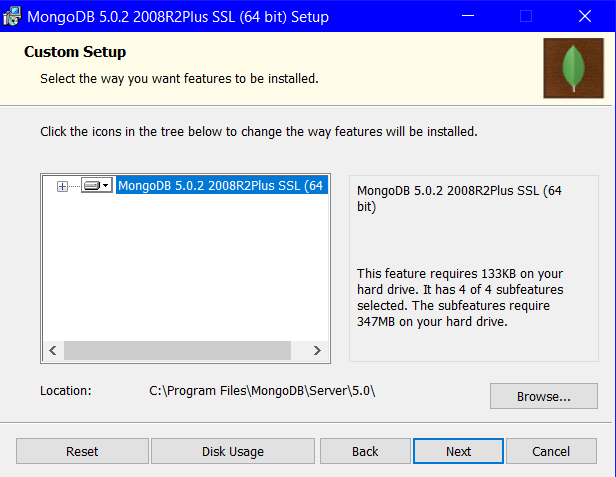 MongoDB 5.0.2 2008R2Plus SSL (64 bit) Setup
Custom Setup
Select the way you want features to be installed.
Click the icons in the tree below to change the way features will be installed.
MongoDB 5.0.2 2008R2Plus SSL (64
MongoDB 5.0.2 2008R2Plus SSL (64
bit)
This feature requires 133KB on your
hard drive. It has 4 of 4 subfeatures
selected. The subfeatures require
347MB on your hard drive.
Location: C:\Program Files\MongoDB\Server\5.0\
Browse...
Reset Disk Usage Back Next Cancel